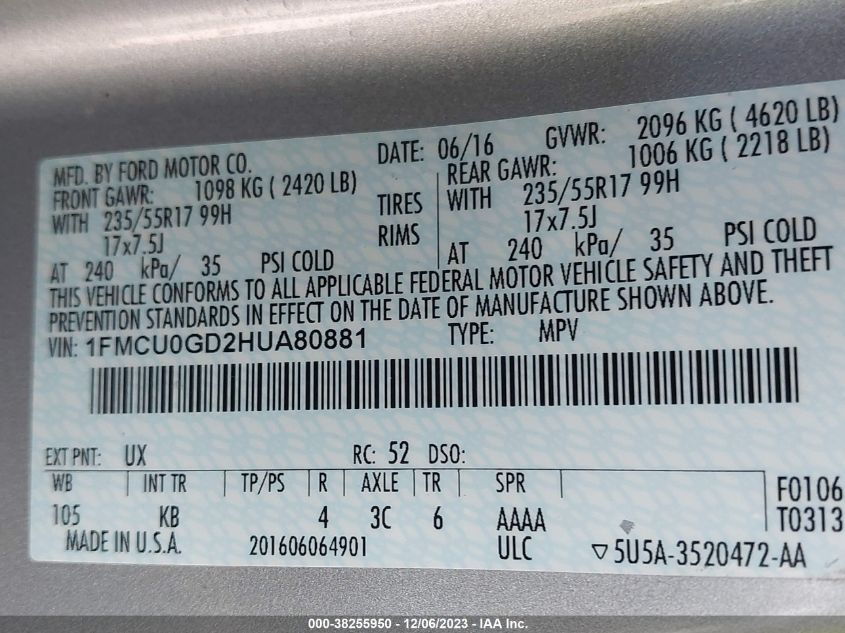 MFD. BY FORD MOTOR CO. DATE: 06/16 GVWR: 2096 KG ( 4620 LB)
FRONT GAWR: 1098 KG ( 2420 LB) REAR GAWR: 1006 KG ( 2218 LB)
WITH 235/55R17 99H TIRES WITH 235/55R17 99H
17x7.5J RIMS 17x7.5J
AT 240 kPa/ 35 PSI COLD AT 240 kPa/ 35 PSI COLD
THIS VEHICLE CONFORMS TO ALL APPLICABLE FEDERAL MOTOR VEHICLE SAFETY AND THEFT
PREVENTION STANDARDS IN EFFECT ON THE DATE OF MANUFACTURE SHOWN ABOVE.
VIN: 1FMCU0GD2HUA80881 TYPE: MPV
EXT PNT: UX RC: 52 DSO:
WB INT TR TP/PS R AXLE TR SPR F0106
105 KB 4 3C 6 AAAA T0313
MADE IN U.S.A. 201606064901 ULC ▽5U5A-3520472-AA
000-38255950 - 12/06/2023 - IAA Inc.